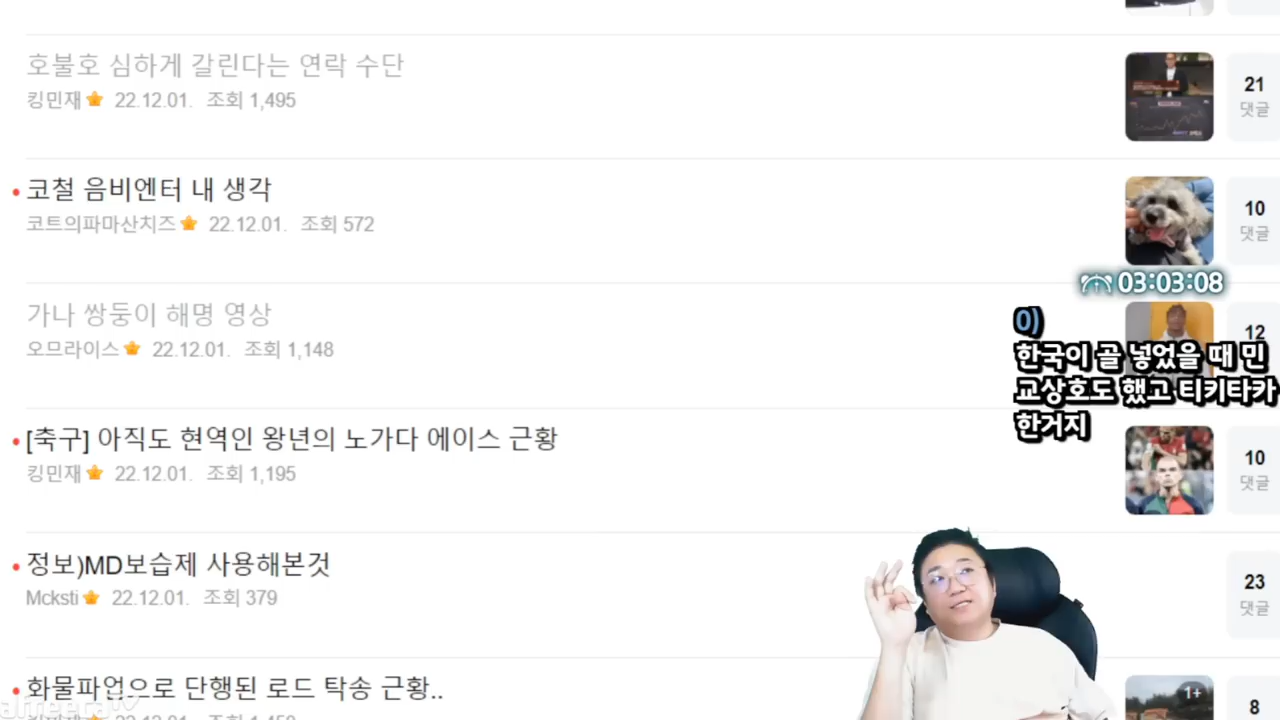 호불호 심하게 갈린다는 연락 수단
킹민재 22.12.01. 조회 1,495
21
댓글
코철 음비엔터 내 생각
코트의파마산치즈 22.12.01. 조회 572
10
댓글
03:03:08
가나 쌍둥이 해명 영상
오므라이스 22.12.01. 조회 1,148
12
0)
한국이 골 넣었을 때 민
교상호도 했고 티키타카
한거지
[축구] 아직도 현역인 왕년의 노가다 에이스 근황
킹민재 22.12.01. 조회 1,195
10
댓글
정보)MD보습제 사용해본것
Mcksti 22.12.01. 조회 379
23
댓글
화물파업으로 단행된 로드 탁송 근황..
1+
8